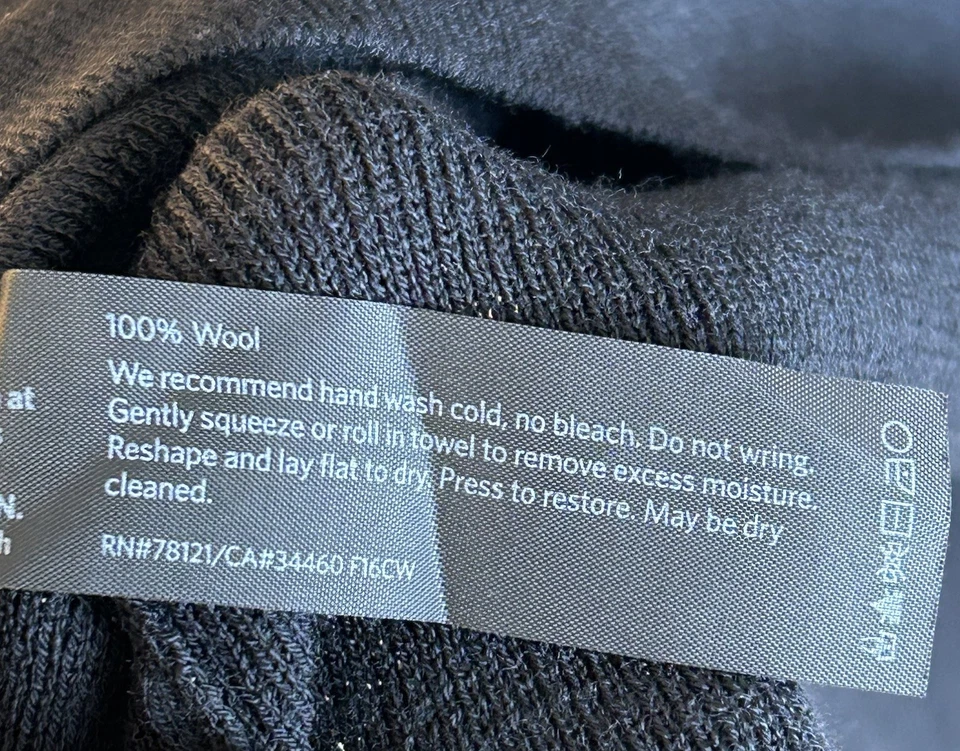 100% Wool
We recommend hand wash cold, no bleach. Do not wring.
Gently squeeze or roll in towel to remove excess moisture.
Reshape and lay flat to dry. Press to restore. May be dry
cleaned.
RN#78121/CA#34460 F16CW
at
N.